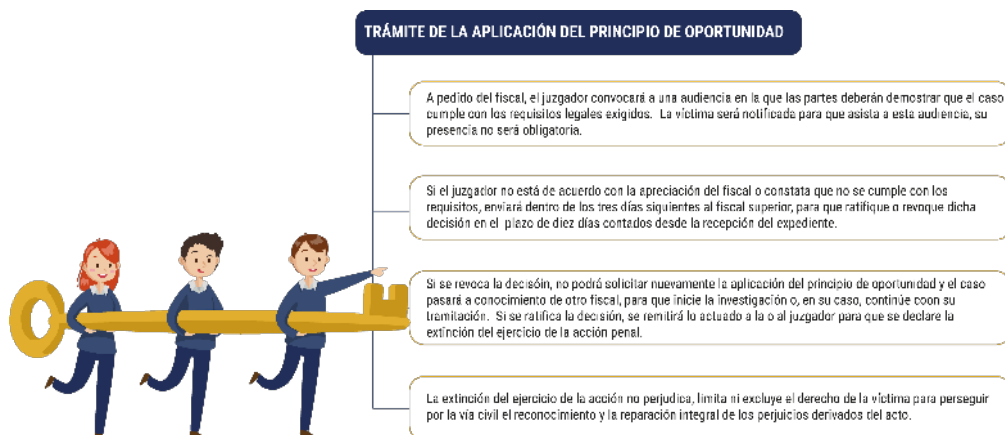 TRÁMITE DE LA APLICACIÓN DEL PRINCIPIO DE OPORTUNIDAD
A pedido del fiscal, el juzgador convocará a una audiencia en la que las partes deberán demostrar que el caso
cumple con los requisitos legales exigidos. La víctima será notificada para que asista a esta audiencia, su
presencia no será obligatoria.
Si el juzgador no está de acuerdo con la apreciación del fiscal o constata que no se cumple con los
requisitos, enviará dentro de los tres días siguientes al fiscal superior, para que ratifique o revoque dicha
decisión en el plazo de diez días contados desde la recepción del expediente.
Si se revoca la decisóin, no podrá solicitar nuevamente la aplicación del principio de oportunidad y el caso
pasará a conocimiento de otro fiscal, para que inicie la investigación o, en su caso, continúe coon su
tramitación. Si se ratifica la decisión, se remitirá lo actuado a la o al juzgador para que se declare la
extinción del ejercicio de la acción penal.
La extinción del ejercicio de la acción no perjudica, limita ni excluye el derecho de la víctima para perseguir
por la vía civil el reconocimiento y la reparación integral de los perjuicios derivados del acto.